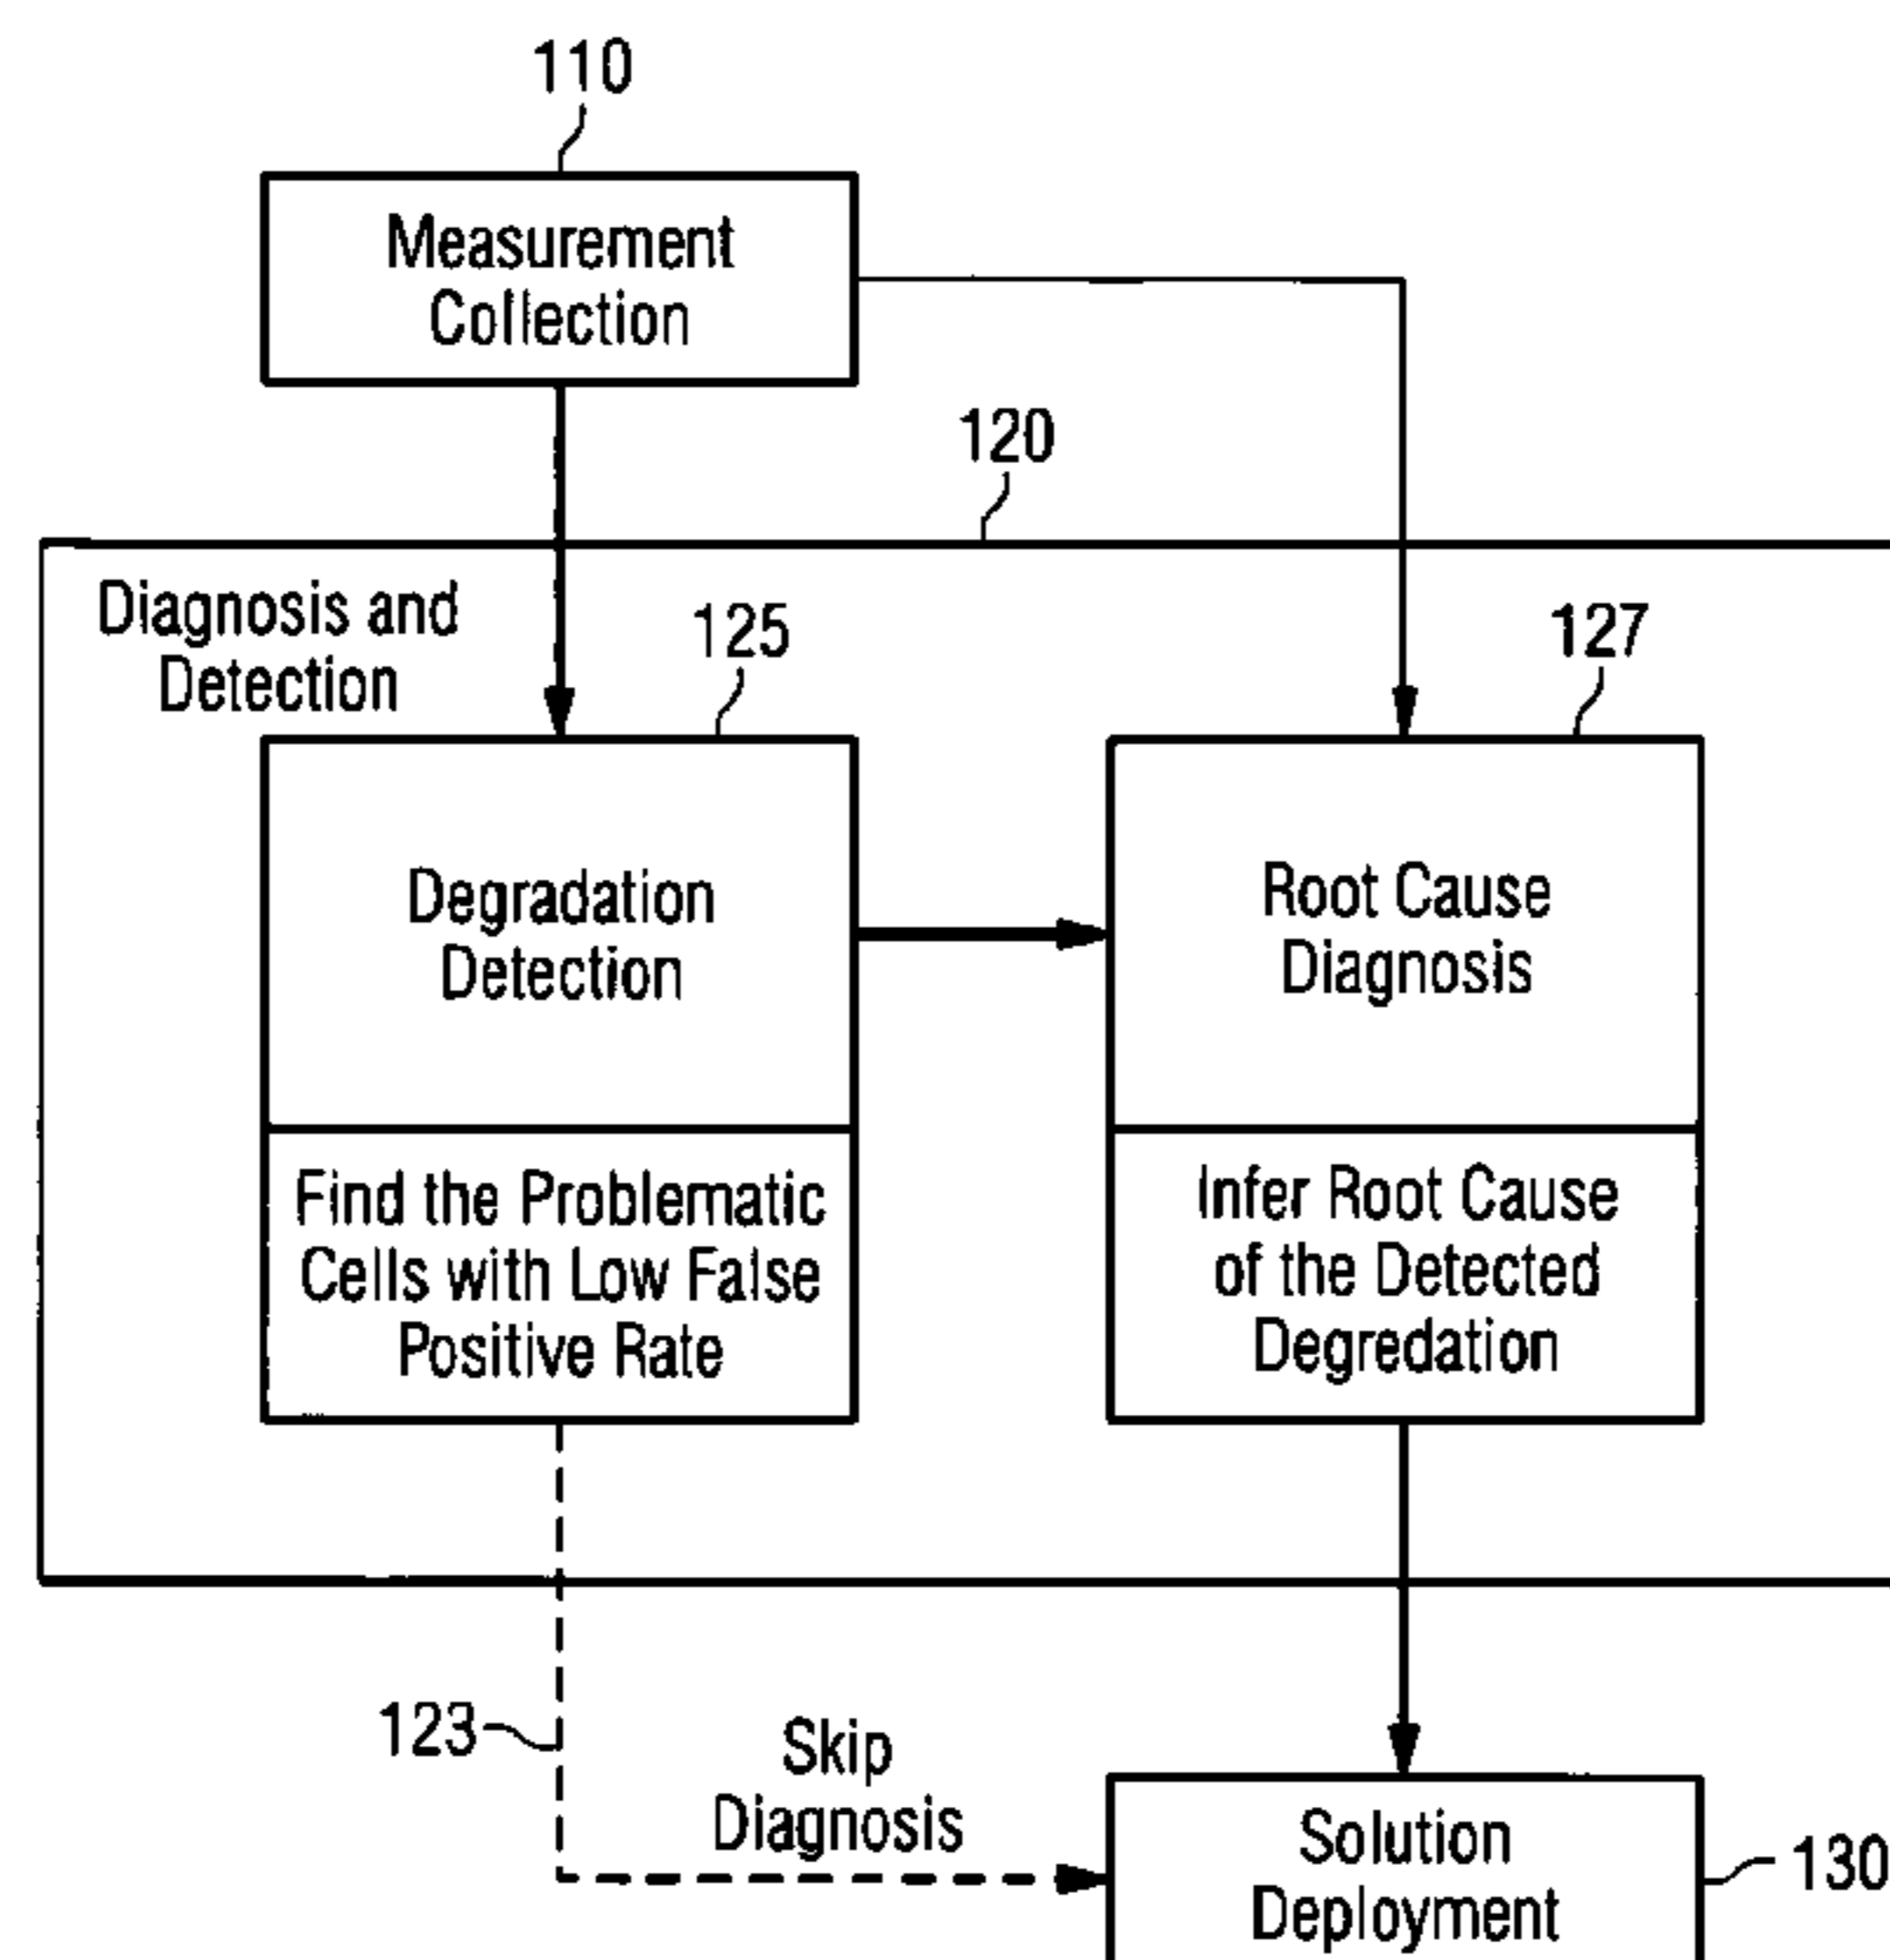 110
Measurement
Collection
120
Diagnosis and
Detection
125
127
Degradation
Detection
Root Cause
Diagnosis
Find the Problematic
Cells with Low False
Positive Rate
Infer Root Cause
of the Detected
Degredation
123
Skip
Diagnosis
Solution
Deployment
130